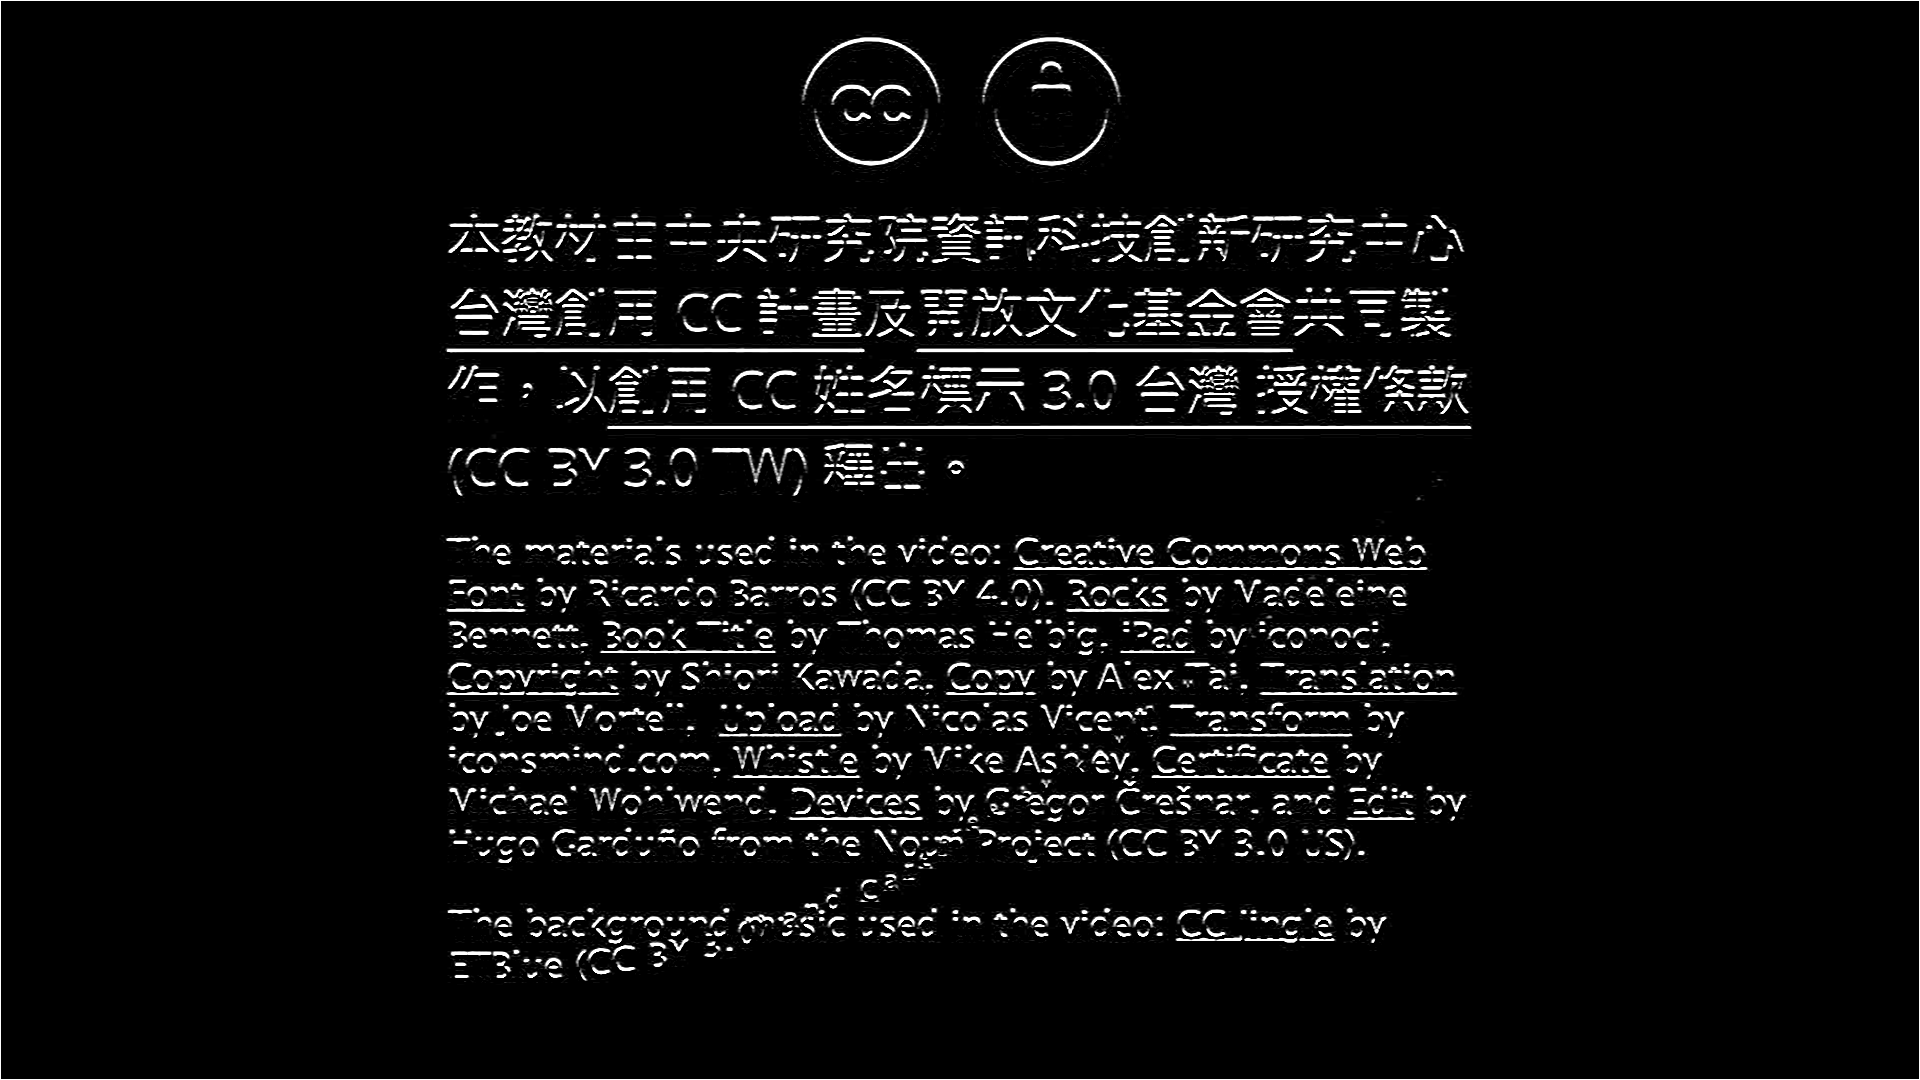 cc
本教材由中央研究院資訊科技創新研究中心
台灣創用 CC 計畫及開放文化基金會共同製
作，以創用 CC 姓名標示 3.0 台灣 授權條款
(CC BY 3.0 TW) 釋出。
The materials used in the video: Creative Commons Web
Font by Ricardo Barros (CC BY 4.0). Rocks by Madeleine
Bennett, Book Title by Thomas Helbig, iPad by iconoci,
Copyright by Shiori Kawada, Copy by Alex Tai, Translation
by Joe Mortell, Upload by Nicolas Vicent, Transform by
iconsmind.com, Whistle by Mike Ashley, Certificate by
Michael Wohlwend, Devices by Gregor Črešnar, and Edit by
Hugo Garduño from the Noun Project (CC BY 3.0 US).
The background music used in the video: CC Jingle by
ETBlue (CC BY 3.0